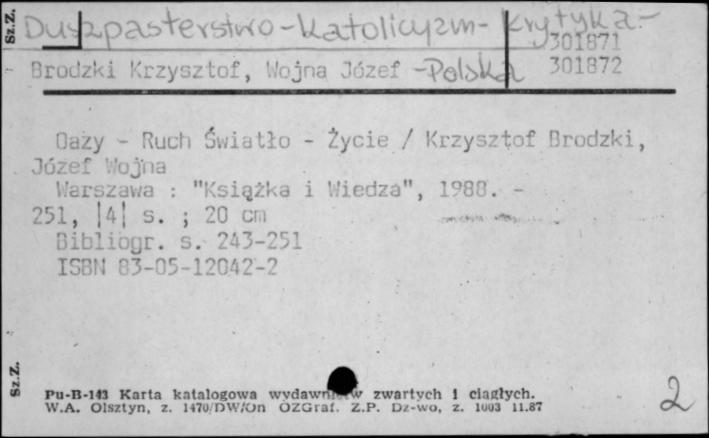 Sz.Z.
Duszpasterstwo - katolicyzm - krytyka -
301871
Brodzki Krzysztof, Wojna Józef - Polska 301872
Oazy - Ruch Światło - Życie / Krzysztof Brodzki,
Józef Wojna
Warszawa : "Książka i Wiedza", 1988. -
251, |4| s. ; 20 cm
Bibliogr. s. 243-251
ISBN 83-05-12042-2
Sz.Z.
Pu-B-143 Karta katalogowa wydawnictw zwartych i ciągłych.
W.A. Olsztyn, z. 1470/DW/On OZGraf. Z.P. Dz-wo, z. 1003 11.87
2